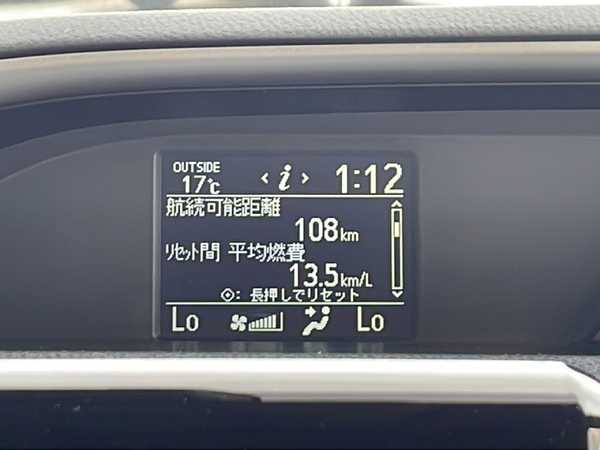 OUTSIDE
17℃ ‹ i › 1:12
航続可能距離
108km
リセット間 平均燃費
13.5km/L
⟐: 長押しでリセット
Lo Lo